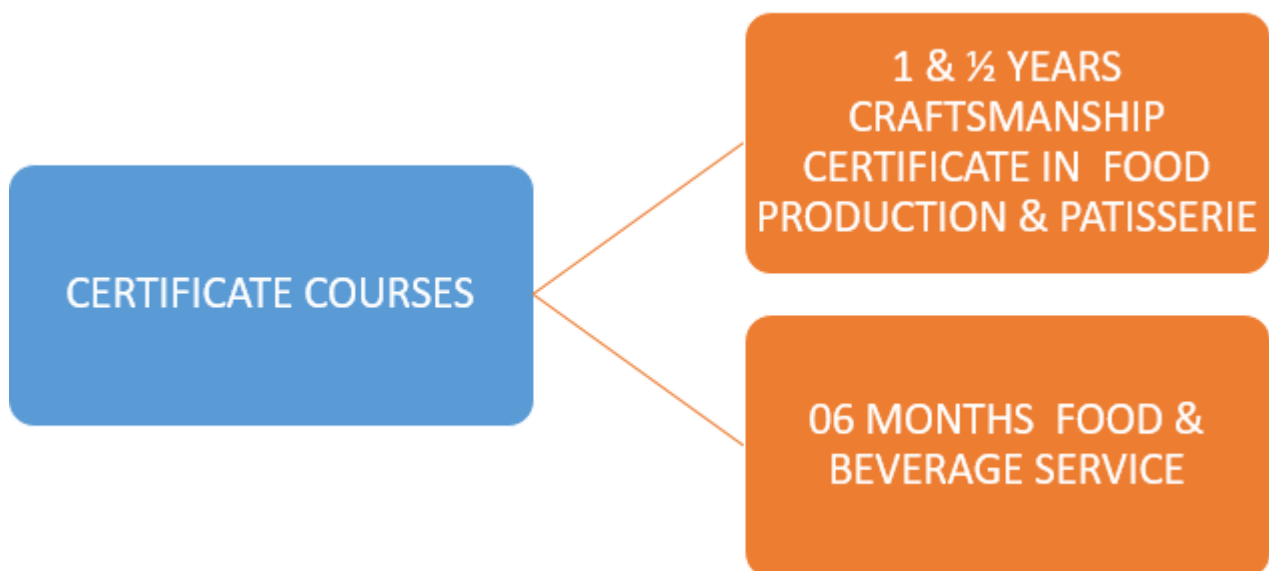 CERTIFICATE COURSES
1 & ½ YEARS
CRAFTSMANSHIP
CERTIFICATE IN  FOOD
PRODUCTION & PATISSERIE
06 MONTHS  FOOD &
BEVERAGE SERVICE